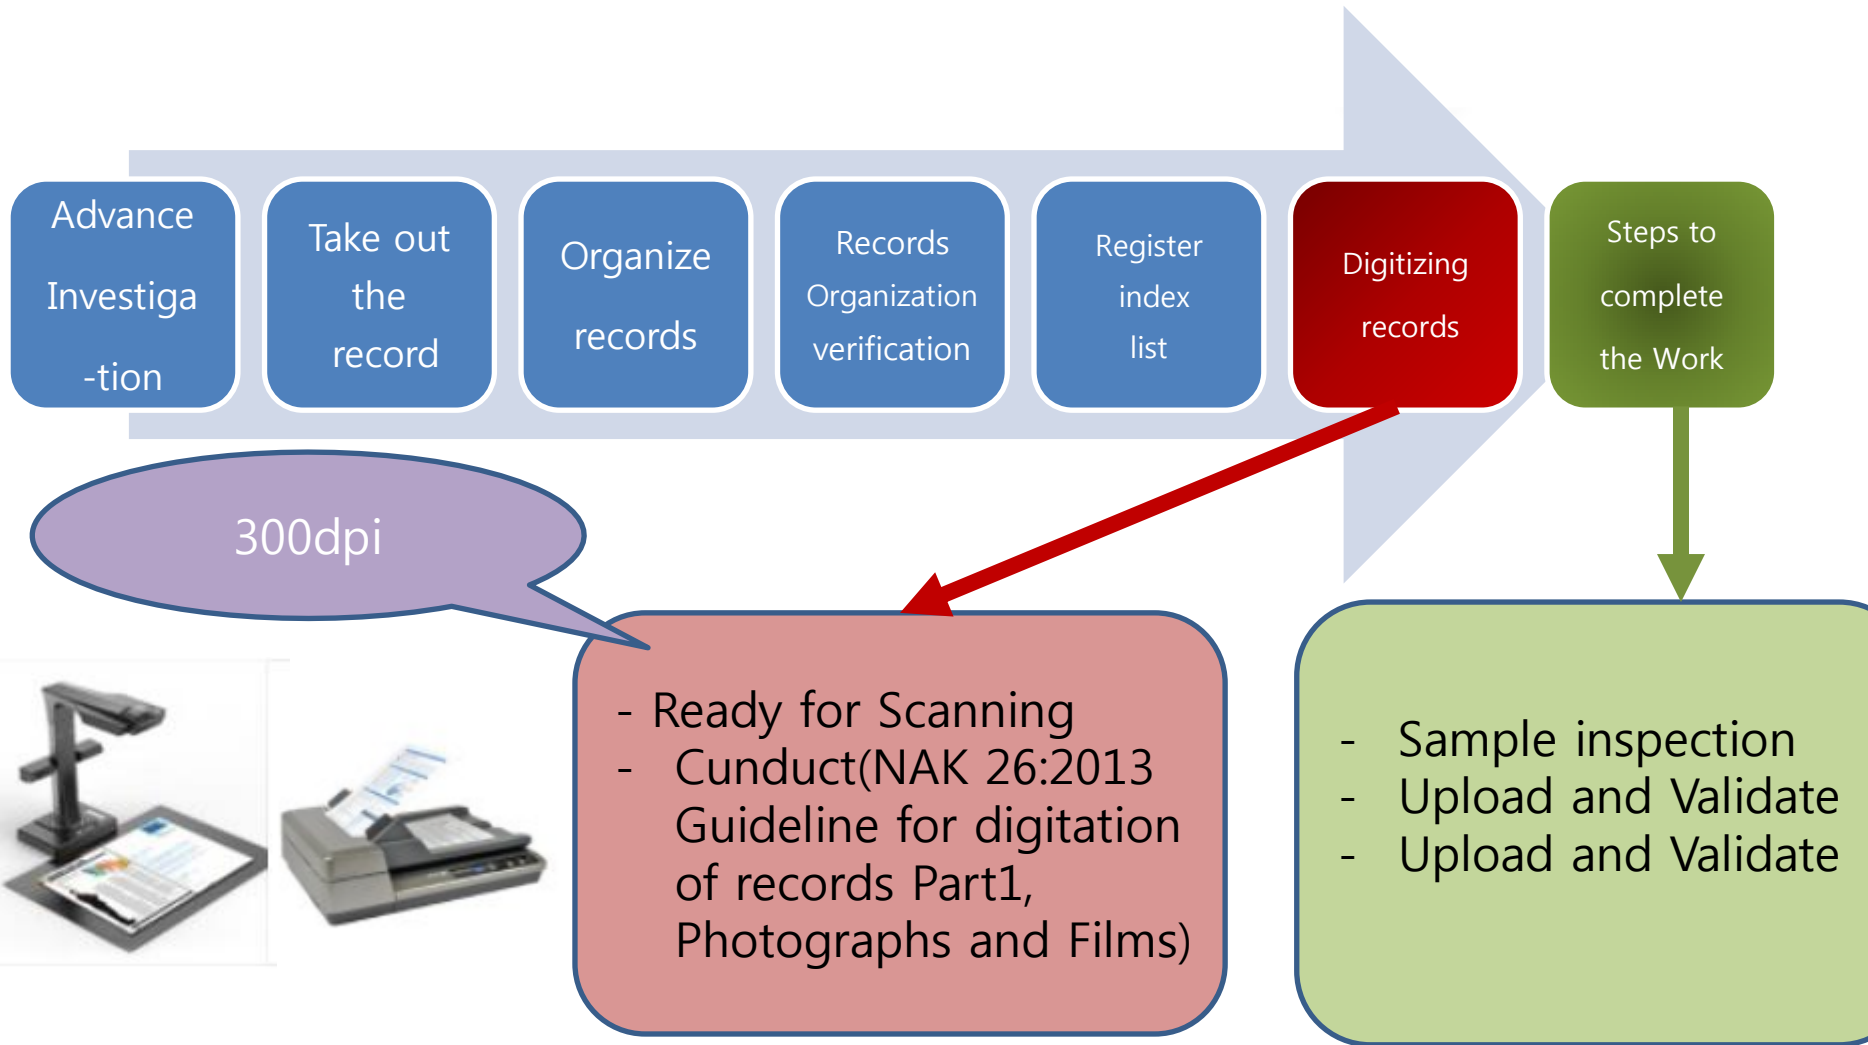 Advance
Investiga
-tion
Take out
the
record
Organize
records
Records
Organization
verification
Register
index
list
Digitizing
records
Steps to
complete
the Work
300dpi
- Ready for Scanning
- Cunduct(NAK 26:2013
Guideline for digitation
of records Part1,
Photographs and Films)
- Sample inspection
- Upload and Validate
- Upload and Validate